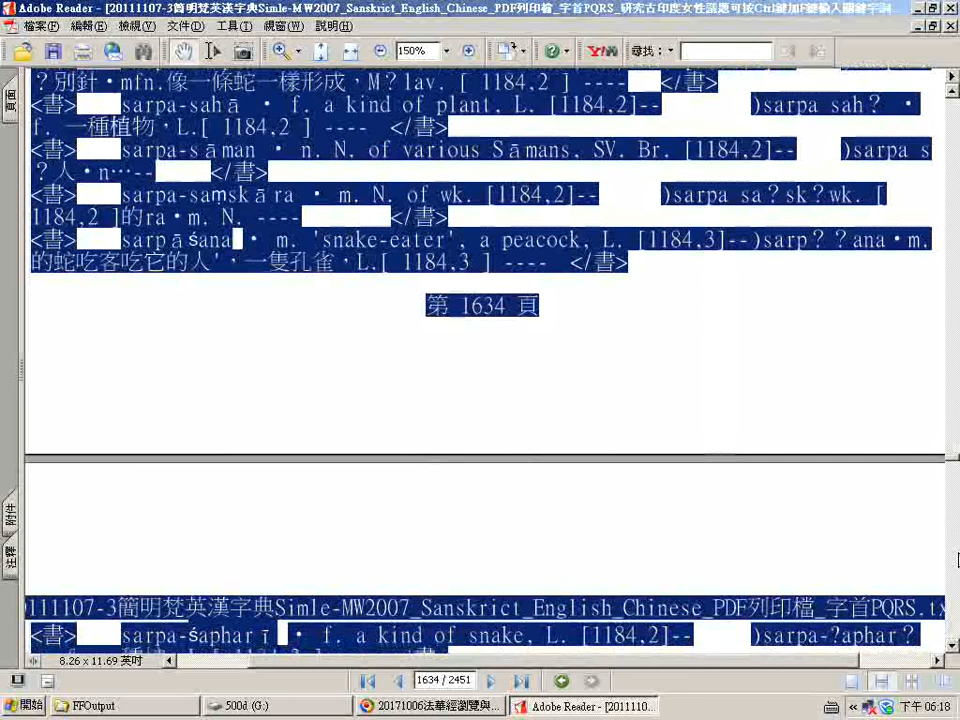 Adobe Reader - [20111107-3簡明梵英漢字典Simle-MW2007_Sanskrict_English_Chinese_PDF列印檔_字首PQRS_研究古印度女性議題可按Ctrl鍵加F鍵輸入關鍵字詞
檔案(F) 編輯(E) 檢視(V) 文件(D) 工具(T) 視窗(W) 說明(H)
150% Y! 尋找：
頁面
？別針・mfn.像一條蛇一樣形成，M？lav. [ 1184,2 ] ---- </書>
<書> sarpa-sahā ・ f. a kind of plant, L. [1184,2]-- )sarpa sah？ ・
f. 一種植物，L.[ 1184,2 ] ---- </書>
<書> sarpa-sāman ・ n. N. of various Sāmans, SV. Br. [1184,2]-- )sarpa s
？人・n…-- </書>
<書> sarpa-saṃskāra ・ m. N. of wk. [1184,2]-- )sarpa sa？sk？wk. [
1184,2 ]的ra・m. N. ---- </書>
<書> sarpāśana ・ m. 'snake-eater', a peacock, L. [1184,3]--)sarp？？ana・m.
的蛇吃客吃它的人'，一隻孔雀，L.[ 1184,3 ] ---- </書>
第 1634 頁
附件
注釋
111107-3簡明梵英漢字典Simle-MW2007_Sanskrict_English_Chinese_PDF列印檔_字首PQRS.tx
<書> sarpa-śapharī ・ f. a kind of snake, L. [1184,2]-- )sarpa-?aphar？
8.26 x 11.69 英吋
1634 / 2451
開始 FFOutput 500d (G:) 20171006法華經瀏覽與... Adobe Reader - [2011110... « 下午 06:18